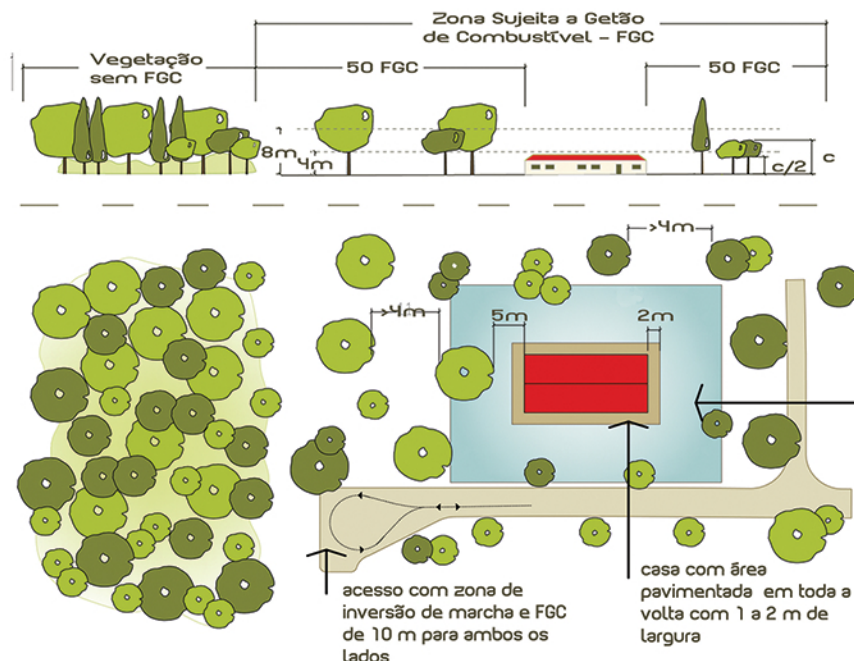 Zona Sujeita a Getão
de Combustível - FGC
Vegetação
sem FGC
50 FGC
50 FGC
8m
4m
c/2
c
>4m
>4m
5m
2m
acesso com zona de
inversão de marcha e FGC
de 10 m para ambos os
lados
casa com área
pavimentada em toda a
volta com 1 a 2 m de
largura